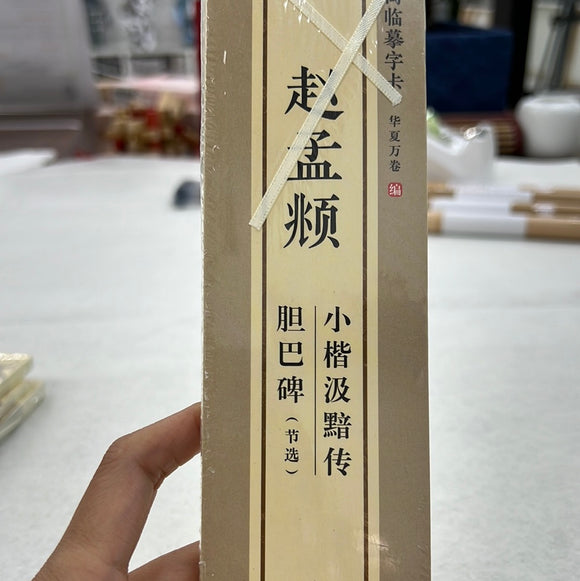 临摹字卡
华夏万卷
编
赵孟頫
小楷汲黯传
胆巴碑(节选)